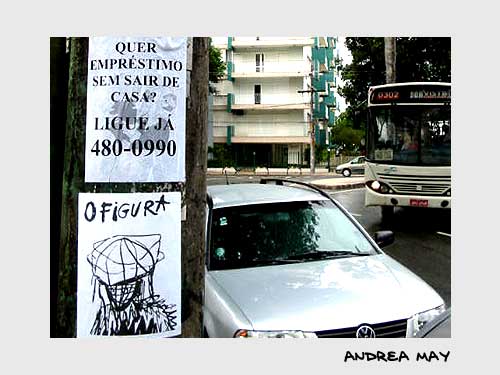 QUER
EMPRÉSTIMO
SEM SAIR DE
CASA?
LIGUE JÁ
480-0990
O FIGURA
0302
ANDREA MAY